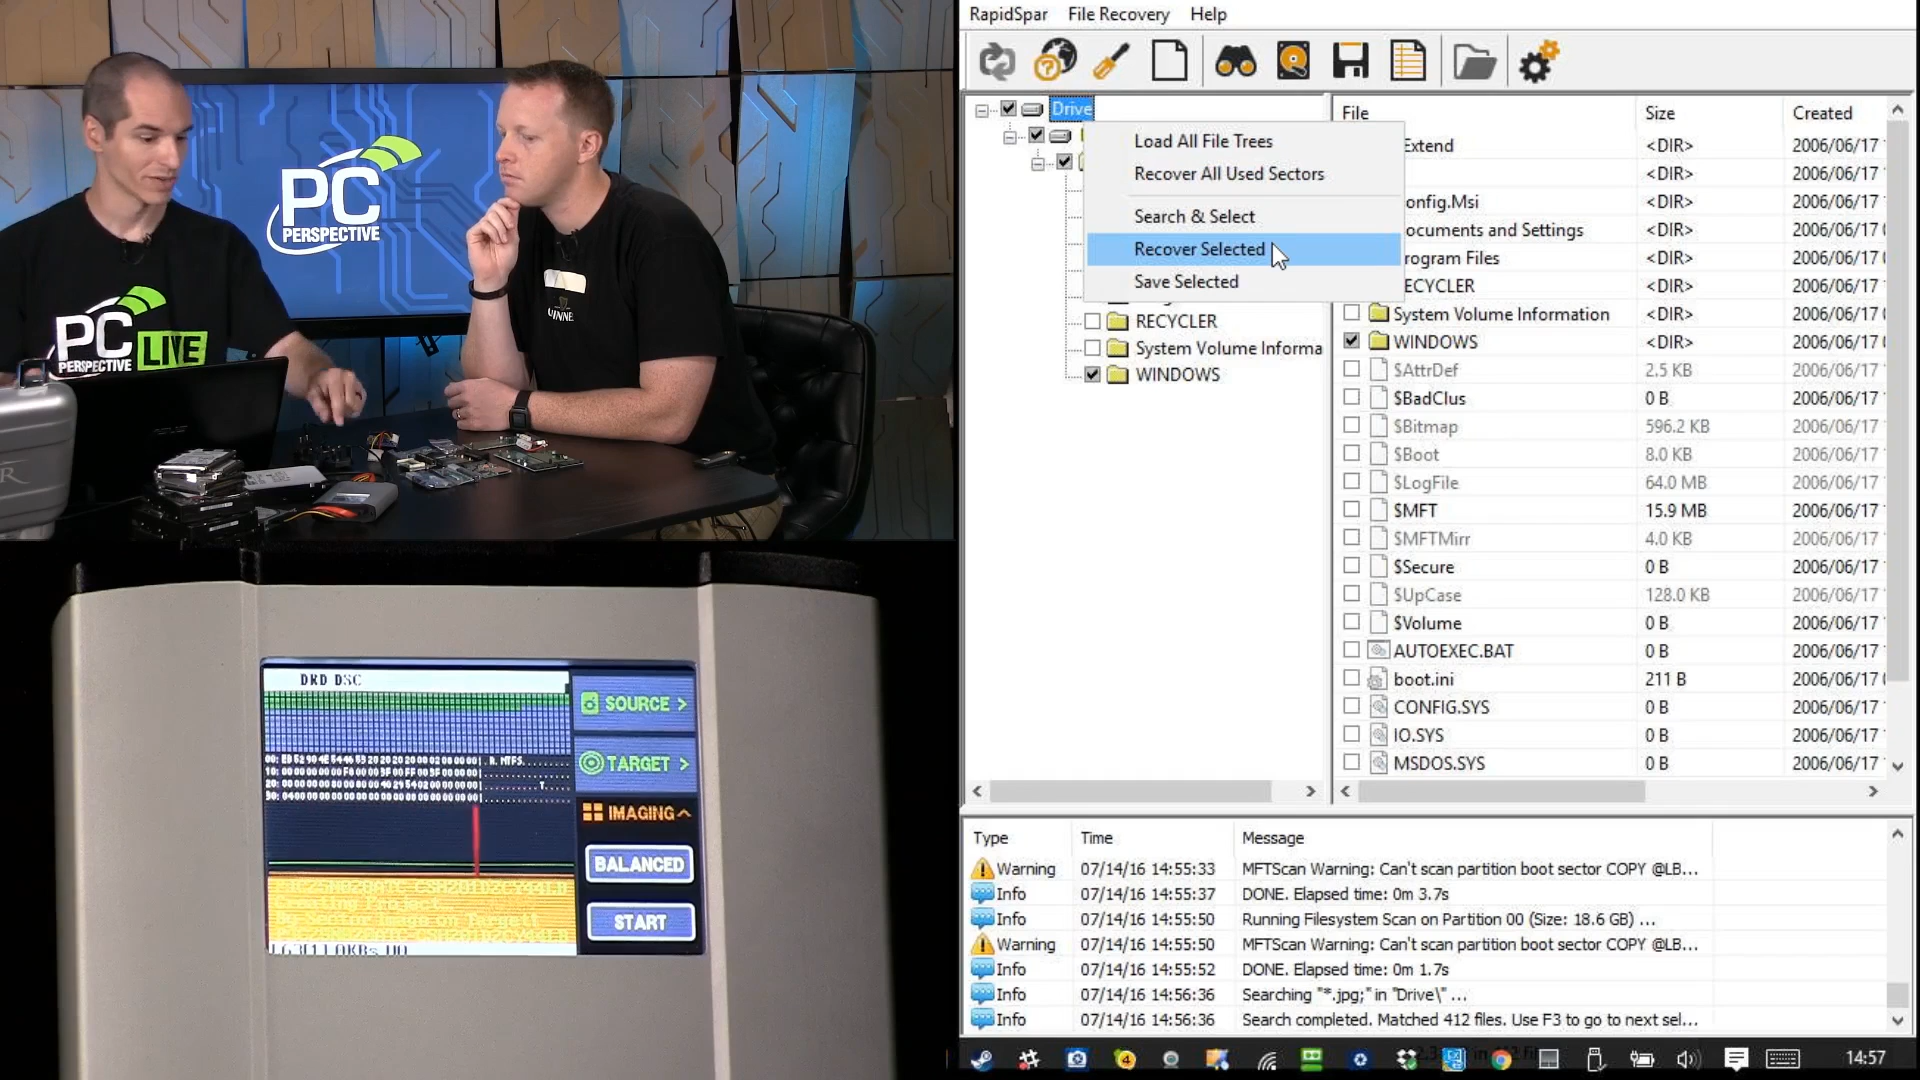 PC
PERSPECTIVE
PC
PERSPECTIVE LIVE
GUINNE
R
DRD DSC
SOURCE >
TARGET >
IMAGING
BALANCED
START
Creating Project
RapidSpar File Recovery Help
Drive
Load All File Trees
Recover All Used Sectors
Search & Select
Recover Selected
Save Selected
RECYCLER
System Volume Informa
WINDOWS
File Size Created
Extend <DIR> 2006/06/17
<DIR> 2006/06/17
onfig.Msi <DIR> 2006/06/17
ocuments and Settings <DIR> 2006/06/17
rogram Files <DIR> 2006/06/17
ECYCLER <DIR> 2006/06/17
System Volume Information <DIR> 2006/06/17
WINDOWS <DIR> 2006/06/17
$AttrDef 2.5 KB 2006/06/17
$BadClus 0 B 2006/06/17
$Bitmap 596.2 KB 2006/06/17
$Boot 8.0 KB 2006/06/17
$LogFile 64.0 MB 2006/06/17
$MFT 15.9 MB 2006/06/17
$MFTMirr 4.0 KB 2006/06/17
$Secure 0 B 2006/06/17
$UpCase 128.0 KB 2006/06/17
$Volume 0 B 2006/06/17
AUTOEXEC.BAT 0 B 2006/06/17
boot.ini 211 B 2006/06/17
CONFIG.SYS 0 B 2006/06/17
IO.SYS 0 B 2006/06/17
MSDOS.SYS 0 B 2006/06/17
Type Time Message
Warning 07/14/16 14:55:33 MFTScan Warning: Can't scan partition boot sector COPY @LB...
Info 07/14/16 14:55:37 DONE. Elapsed time: 0m 3.7s
Info 07/14/16 14:55:50 Running Filesystem Scan on Partition 00 (Size: 18.6 GB) ...
Warning 07/14/16 14:55:50 MFTScan Warning: Can't scan partition boot sector COPY @LB...
Info 07/14/16 14:55:52 DONE. Elapsed time: 0m 1.7s
Info 07/14/16 14:56:36 Searching "*.jpg;" in "Drive\" ...
Info 07/14/16 14:56:36 Search completed. Matched 412 files. Use F3 to go to next sel...
14:57